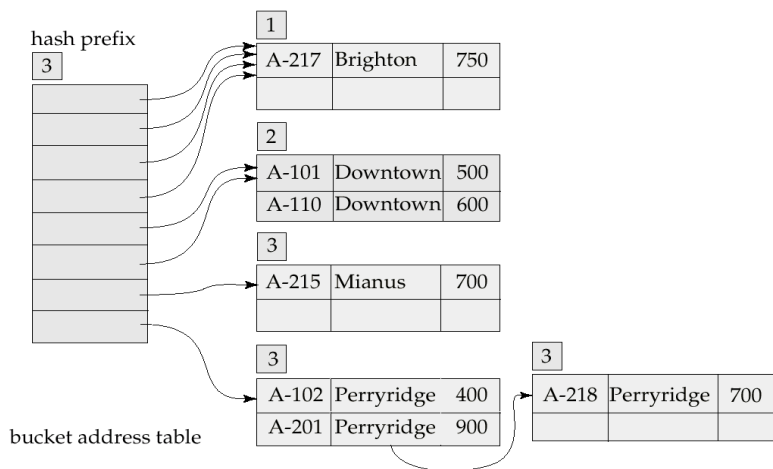 hash prefix
3
1
A-217 Brighton 750
2
A-101 Downtown 500
A-110 Downtown 600
3
A-215 Mianus 700
3
A-102 Perryridge 400
A-201 Perryridge 900
3
A-218 Perryridge 700
bucket address table